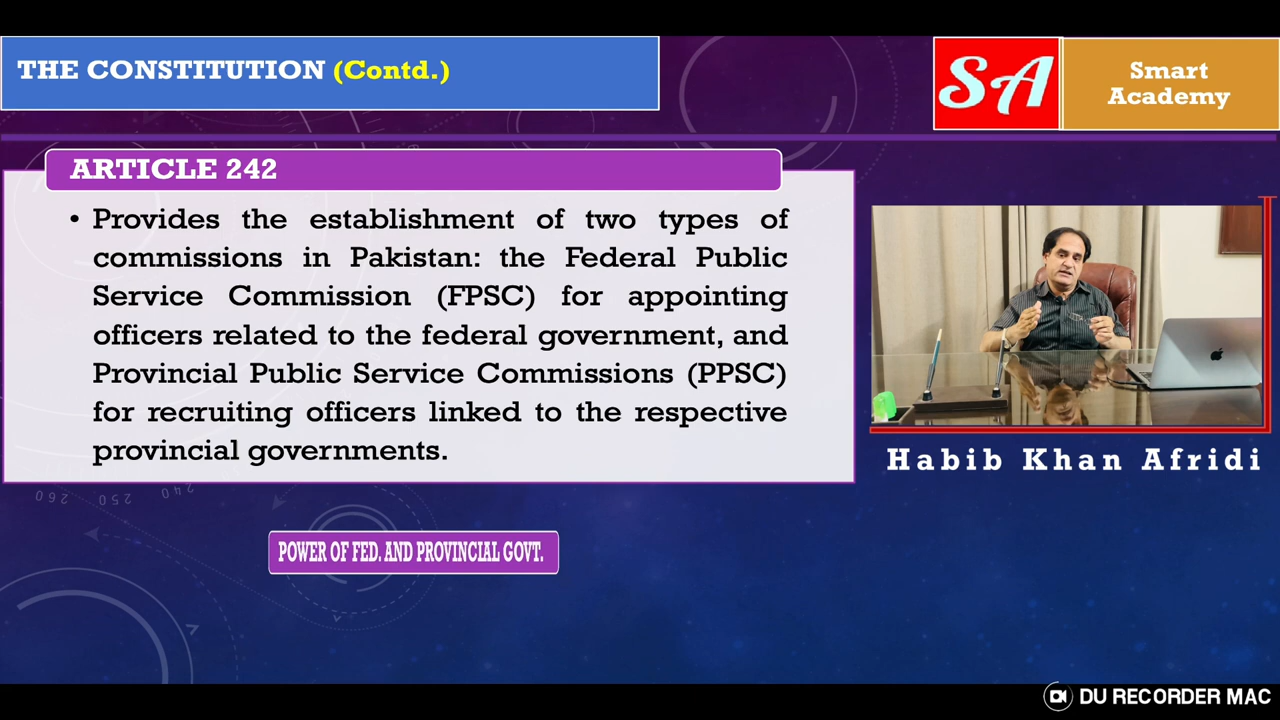 THE CONSTITUTION (Contd.)
SA
Smart
Academy
ARTICLE 242
• Provides the establishment of two types of
commissions in Pakistan: the Federal Public
Service Commission (FPSC) for appointing
officers related to the federal government, and
Provincial Public Service Commissions (PPSC)
for recruiting officers linked to the respective
provincial governments.
Habib Khan Afridi
260 250 240
POWER OF FED. AND PROVINCIAL GOVT.
DU RECORDER MAC